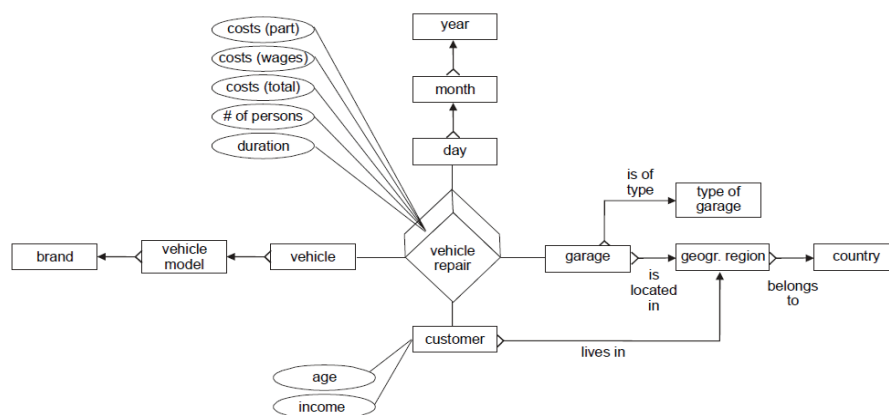 costs (part)
costs (wages)
costs (total)
# of persons
duration
year
month
day
is of
type
type of
garage
brand
vehicle
model
vehicle
vehicle
repair
garage
geogr. region
country
is
located
in
belongs
to
customer
lives in
age
income